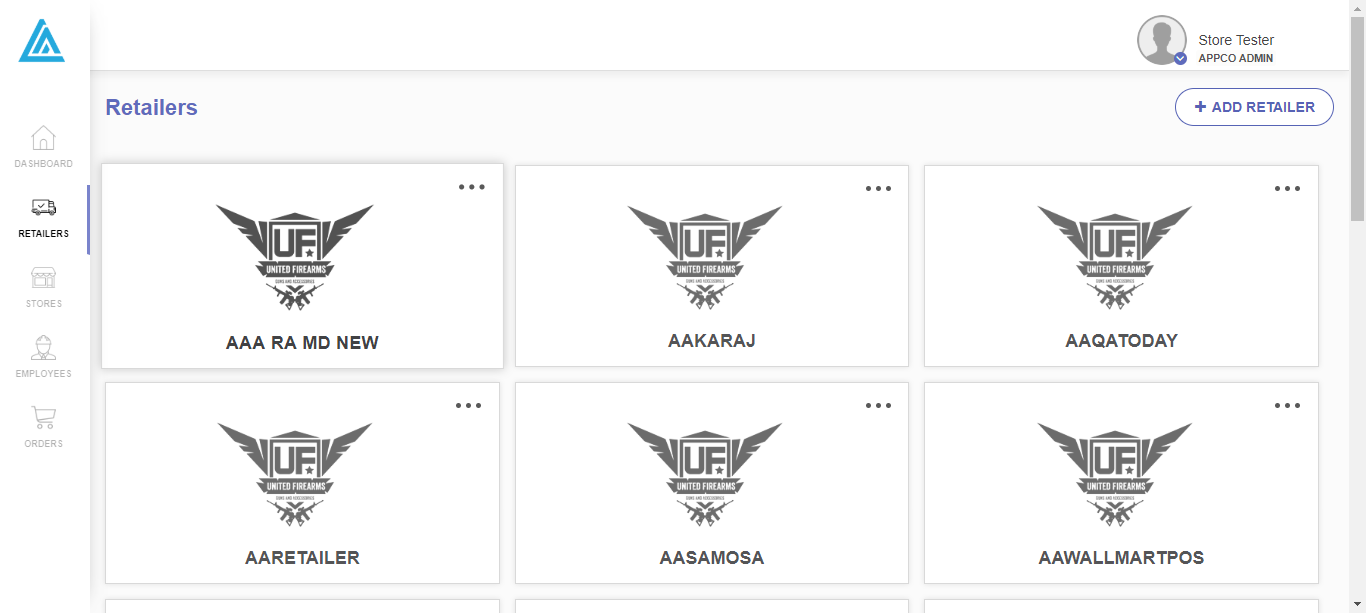 Store Tester
APPCO ADMIN
Retailers
+ ADD RETAILER
DASHBOARD
RETAILERS
STORES
EMPLOYEES
ORDERS
UF
UNITED FIREARMS
GUNS AND ACCESSORIES
AAA RA MD NEW
UF
UNITED FIREARMS
GUNS AND ACCESSORIES
AAKARAJ
UF
UNITED FIREARMS
GUNS AND ACCESSORIES
AAQATODAY
UF
UNITED FIREARMS
GUNS AND ACCESSORIES
AARETAILER
UF
UNITED FIREARMS
GUNS AND ACCESSORIES
AASAMOSA
UF
UNITED FIREARMS
GUNS AND ACCESSORIES
AAWALLMARTPOS